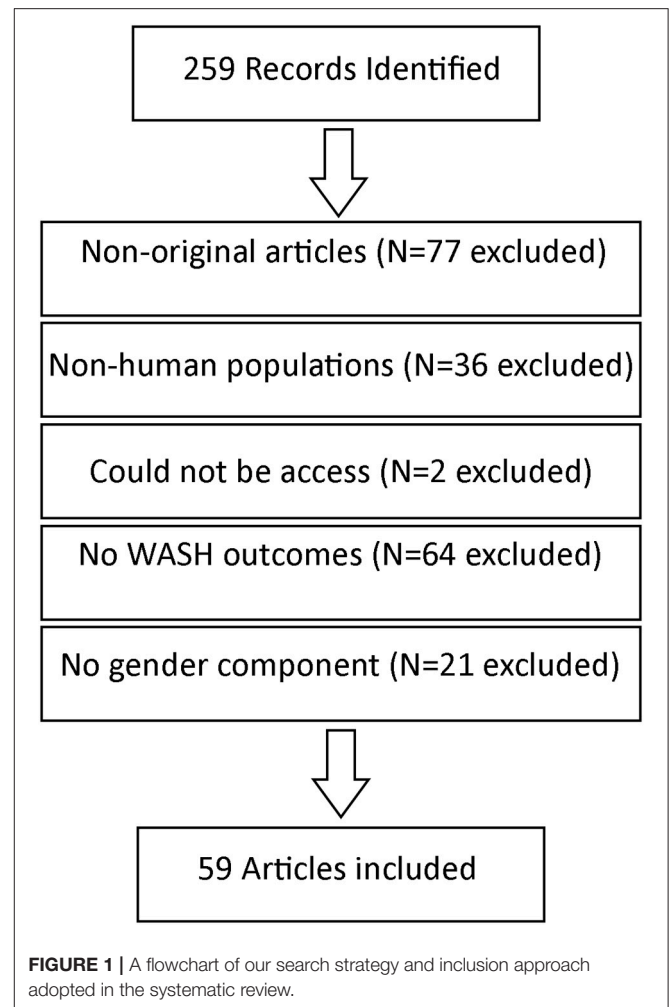 259 Records Identified
Non-original articles (N=77 excluded)
Non-human populations (N=36 excluded)
Could not be access (N=2 excluded)
No WASH outcomes (N=64 excluded)
No gender component (N=21 excluded)
59 Articles included
FIGURE 1 | A flowchart of our search strategy and inclusion approach
adopted in the systematic review.